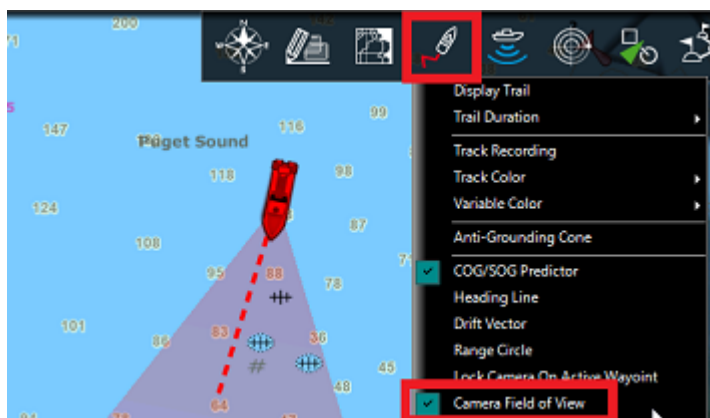 200
147
Puget Sound
116
99
118
98
124
87
108
95
88
78
101
86
83
36
#
45
48
64
Display Trail
Trail Duration
Track Recording
Track Color
Variable Color
Anti-Grounding Cone
COG/SOG Predictor
Heading Line
Drift Vector
Range Circle
Lock Camera On Active Waypoint
Camera Field of View